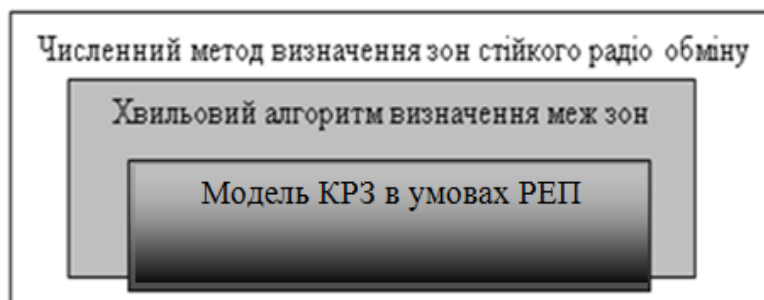 Численний метод визначення зон стійкого радіо обміну
Хвильовий алгоритм визначення меж зон
Модель КРЗ в умовах РЕП